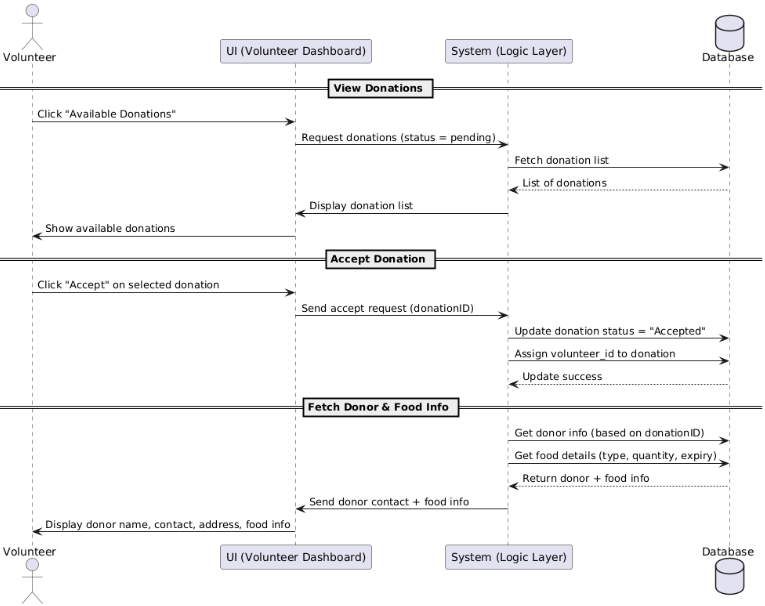 Volunteer
UI (Volunteer Dashboard)
System (Logic Layer)
Database
View Donations
Click "Available Donations"
Request donations (status = pending)
Fetch donation list
List of donations
Display donation list
Show available donations
Accept Donation
Click "Accept" on selected donation
Send accept request (donationID)
Update donation status = "Accepted"
Assign volunteer_id to donation
Update success
Fetch Donor & Food Info
Get donor info (based on donationID)
Get food details (type, quantity, expiry)
Return donor + food info
Send donor contact + food info
Display donor name, contact, address, food info
Volunteer
UI (Volunteer Dashboard)
System (Logic Layer)
Database